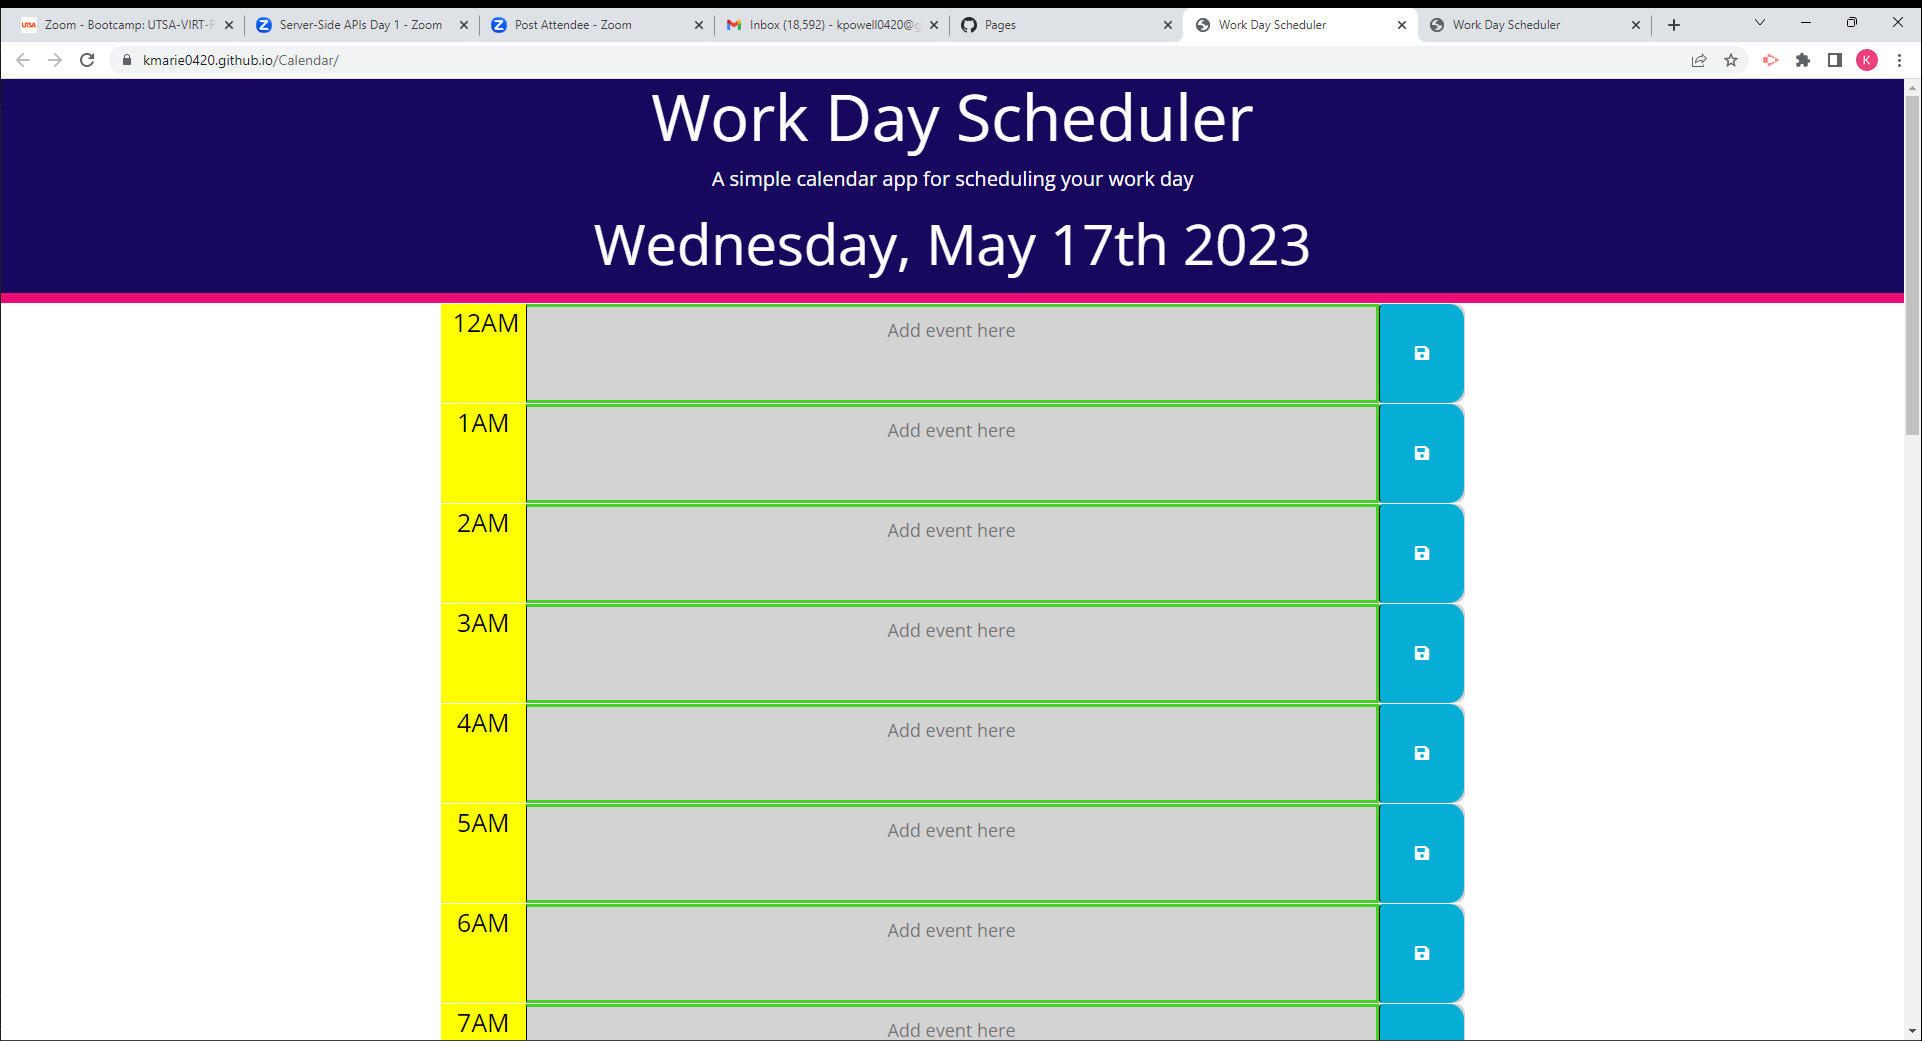 UTSA Zoom - Bootcamp: UTSA-VIRT-F
Server-Side APIs Day 1 - Zoom
Post Attendee - Zoom
Inbox (18,592) - kpowell0420@g
Pages
Work Day Scheduler
Work Day Scheduler
kmarie0420.github.io/Calendar/
K
Work Day Scheduler
A simple calendar app for scheduling your work day
Wednesday, May 17th 2023
12AM
Add event here
1AM
Add event here
2AM
Add event here
3AM
Add event here
4AM
Add event here
5AM
Add event here
6AM
Add event here
7AM
Add event here